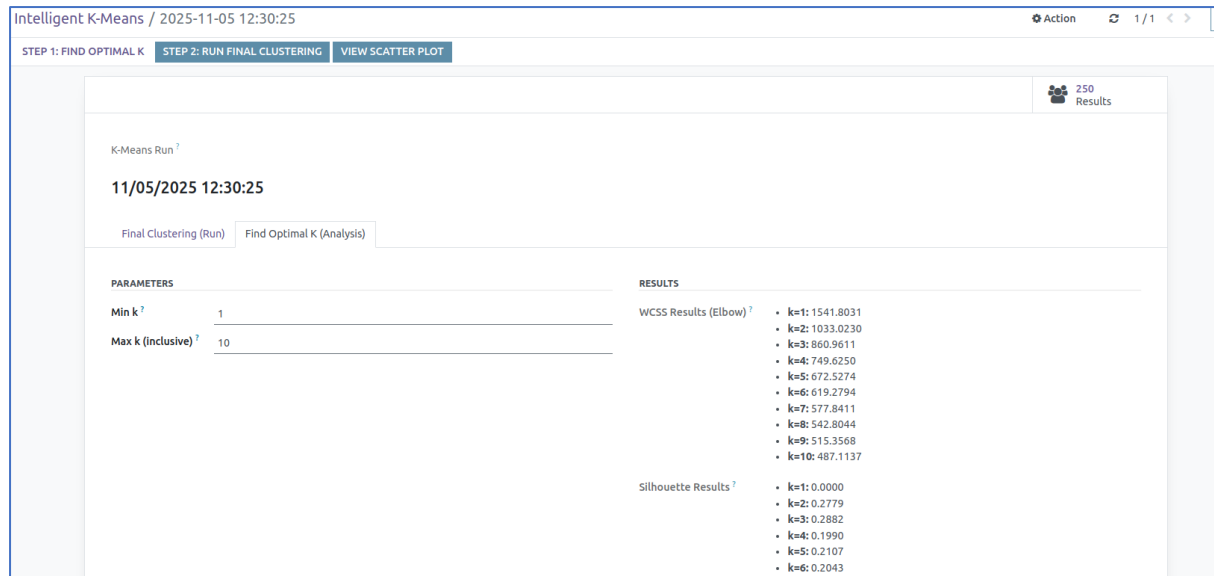 Intelligent K-Means / 2025-11-05 12:30:25
Action
1 / 1
STEP 1: FIND OPTIMAL K
STEP 2: RUN FINAL CLUSTERING
VIEW SCATTER PLOT
250
Results
K-Means Run ?
11/05/2025 12:30:25
Final Clustering (Run)
Find Optimal K (Analysis)
PARAMETERS
Min k ?
1
Max k (inclusive) ?
10
RESULTS
WCSS Results (Elbow) ?
• k=1: 1541.8031
• k=2: 1033.0230
• k=3: 860.9611
• k=4: 749.6250
• k=5: 672.5274
• k=6: 619.2794
• k=7: 577.8411
• k=8: 542.8044
• k=9: 515.3568
• k=10: 487.1137
Silhouette Results ?
• k=1: 0.0000
• k=2: 0.2779
• k=3: 0.2882
• k=4: 0.1990
• k=5: 0.2107
• k=6: 0.2043